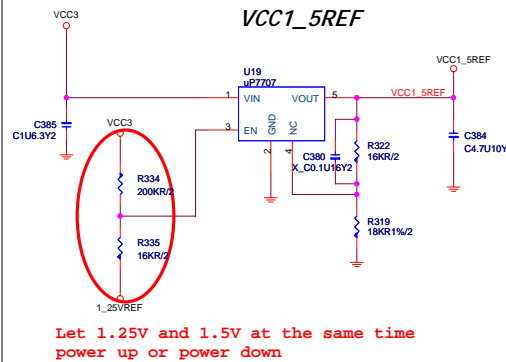 VCC1_5REF
VCC3
VCC1_5REF
U19
uP7707
1 VIN VOUT 5 VCC1_5REF
C385
C1U6.3Y2
VCC3
3 EN GND NC
2 4
C380
X_C0.1U16Y2
R322
16KR/2
C384
C4.7U10Y
R334
200KR/2
R319
18KR1%/2
R335
16KR/2
1_25VREF
Let 1.25V and 1.5V at the same time
power up or power down